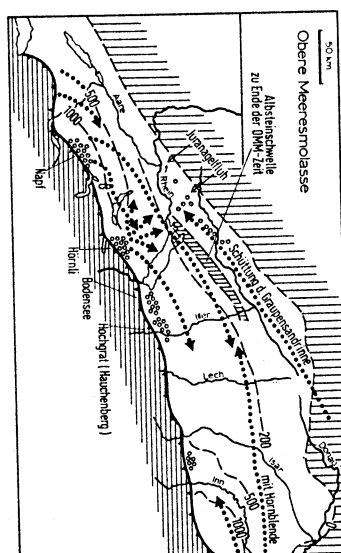 50 km
Obere Meeresmolasse
Albsteinschwelle
zu Ende der OMM-Zeit
Juranagelfluh
Schüttung d. Graupensandrinne
Aare
Rhein
500
1000
Napf
Hörnli
Bodensee
Hochgrat (Hauchenberg)
Iller
Lech
Isar
Inn
Donau
200
mit Hornblende
500
1000